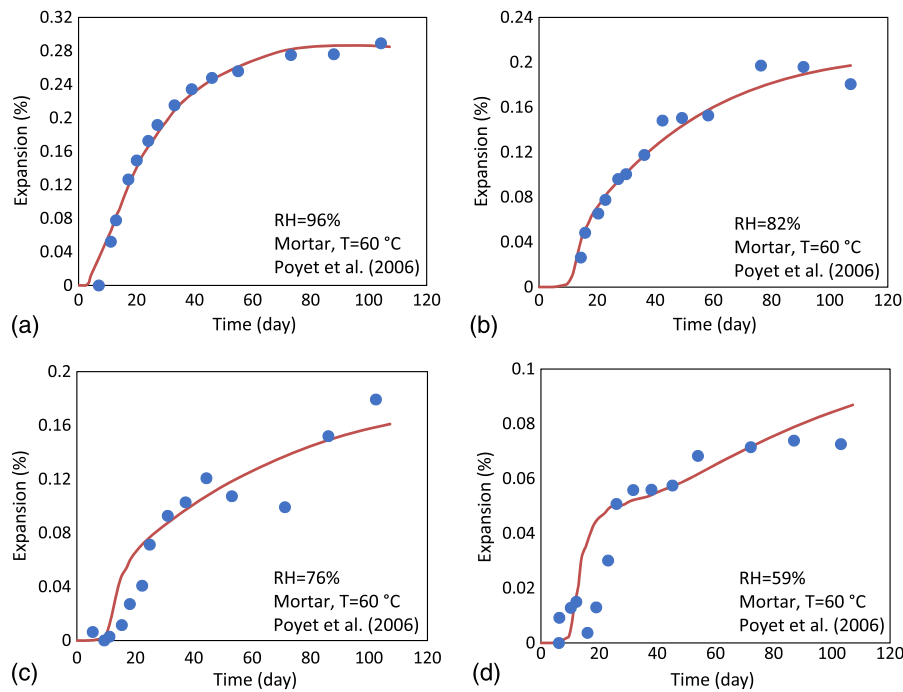 0.32
0.28
0.24
0.2
0.16
0.12
0.08
0.04
0
Expansion (%)
RH=96%
Mortar, T=60 °C
Poyet et al. (2006)
0 20 40 60 80 100 120
Time (day)
(a)
0.24
0.2
0.16
0.12
0.08
0.04
0
Expansion (%)
RH=82%
Mortar, T=60 °C
Poyet et al. (2006)
0 20 40 60 80 100 120
Time (day)
(b)
0.2
0.16
0.12
0.08
0.04
0
Expansion (%)
RH=76%
Mortar, T=60 °C
Poyet et al. (2006)
0 20 40 60 80 100 120
Time (day)
(c)
0.1
0.08
0.06
0.04
0.02
0
Expansion (%)
RH=59%
Mortar, T=60 °C
Poyet et al. (2006)
0 20 40 60 80 100 120
Time (day)
(d)